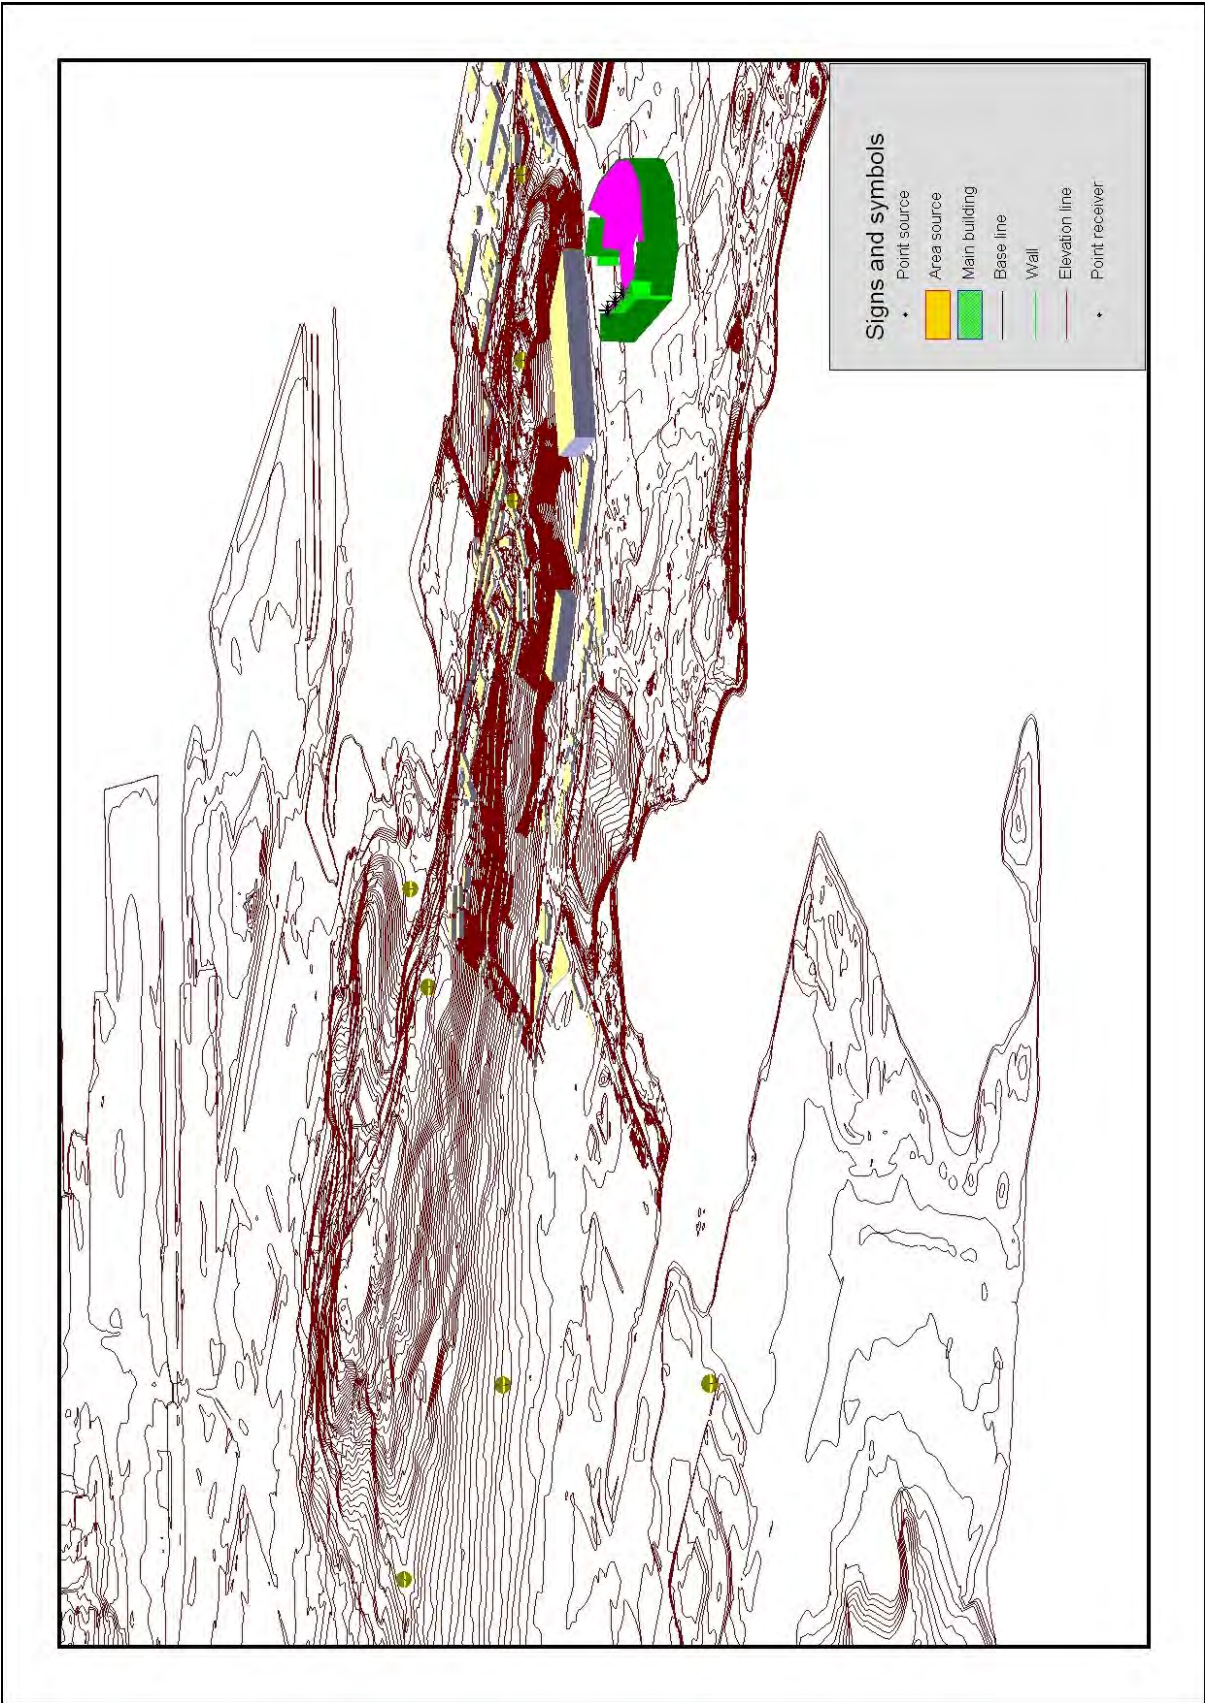 Signs and symbols
Point source
Area source
Main building
Base line
Wall
Elevation line
Point receiver